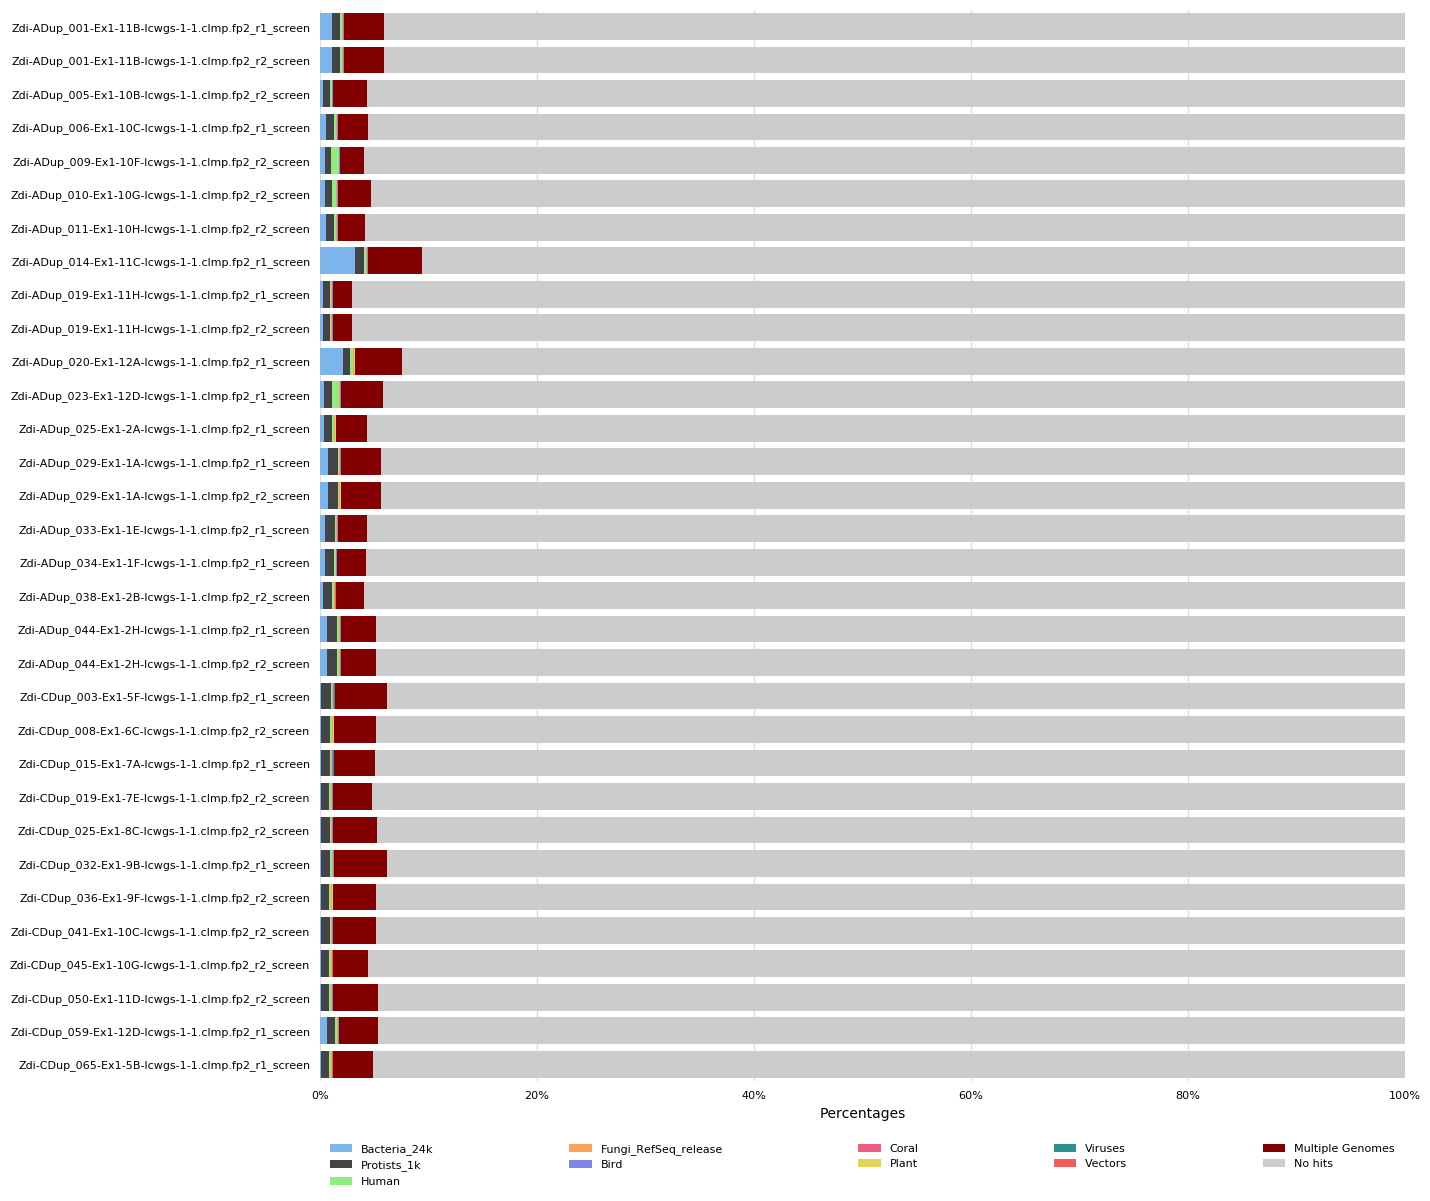 Zdi-ADup_001-Ex1-11B-lcwgs-1-1.clmp.fp2_r1_screen
Zdi-ADup_001-Ex1-11B-lcwgs-1-1.clmp.fp2_r2_screen
Zdi-ADup_005-Ex1-10B-lcwgs-1-1.clmp.fp2_r2_screen
Zdi-ADup_006-Ex1-10C-lcwgs-1-1.clmp.fp2_r1_screen
Zdi-ADup_009-Ex1-10F-lcwgs-1-1.clmp.fp2_r2_screen
Zdi-ADup_010-Ex1-10G-lcwgs-1-1.clmp.fp2_r2_screen
Zdi-ADup_011-Ex1-10H-lcwgs-1-1.clmp.fp2_r2_screen
Zdi-ADup_014-Ex1-11C-lcwgs-1-1.clmp.fp2_r1_screen
Zdi-ADup_019-Ex1-11H-lcwgs-1-1.clmp.fp2_r1_screen
Zdi-ADup_019-Ex1-11H-lcwgs-1-1.clmp.fp2_r2_screen
Zdi-ADup_020-Ex1-12A-lcwgs-1-1.clmp.fp2_r1_screen
Zdi-ADup_023-Ex1-12D-lcwgs-1-1.clmp.fp2_r1_screen
Zdi-ADup_025-Ex1-2A-lcwgs-1-1.clmp.fp2_r1_screen
Zdi-ADup_029-Ex1-1A-lcwgs-1-1.clmp.fp2_r1_screen
Zdi-ADup_029-Ex1-1A-lcwgs-1-1.clmp.fp2_r2_screen
Zdi-ADup_033-Ex1-1E-lcwgs-1-1.clmp.fp2_r1_screen
Zdi-ADup_034-Ex1-1F-lcwgs-1-1.clmp.fp2_r1_screen
Zdi-ADup_038-Ex1-2B-lcwgs-1-1.clmp.fp2_r2_screen
Zdi-ADup_044-Ex1-2H-lcwgs-1-1.clmp.fp2_r1_screen
Zdi-ADup_044-Ex1-2H-lcwgs-1-1.clmp.fp2_r2_screen
Zdi-CDup_003-Ex1-5F-lcwgs-1-1.clmp.fp2_r1_screen
Zdi-CDup_008-Ex1-6C-lcwgs-1-1.clmp.fp2_r2_screen
Zdi-CDup_015-Ex1-7A-lcwgs-1-1.clmp.fp2_r1_screen
Zdi-CDup_019-Ex1-7E-lcwgs-1-1.clmp.fp2_r2_screen
Zdi-CDup_025-Ex1-8C-lcwgs-1-1.clmp.fp2_r2_screen
Zdi-CDup_032-Ex1-9B-lcwgs-1-1.clmp.fp2_r1_screen
Zdi-CDup_036-Ex1-9F-lcwgs-1-1.clmp.fp2_r2_screen
Zdi-CDup_041-Ex1-10C-lcwgs-1-1.clmp.fp2_r2_screen
Zdi-CDup_045-Ex1-10G-lcwgs-1-1.clmp.fp2_r2_screen
Zdi-CDup_050-Ex1-11D-lcwgs-1-1.clmp.fp2_r2_screen
Zdi-CDup_059-Ex1-12D-lcwgs-1-1.clmp.fp2_r1_screen
Zdi-CDup_065-Ex1-5B-lcwgs-1-1.clmp.fp2_r1_screen
0% 20% 40% 60% 80% 100%
Percentages
Bacteria_24k Fungi_RefSeq_release Coral Viruses Multiple Genomes
Protists_1k Bird Plant Vectors No hits
Human